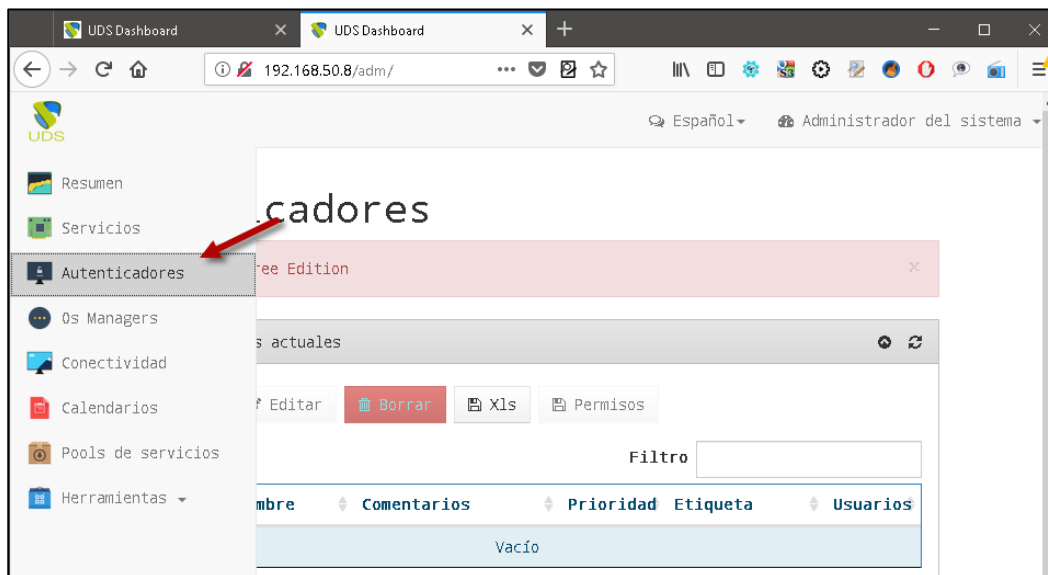 UDS Dashboard
UDS Dashboard
192.168.50.8/adm/
UDS
Español
Administrador del sistema
Resumen
Servicios
Autenticadores
Os Managers
Conectividad
Calendarios
Pools de servicios
Herramientas
icadores
ree Edition
s actuales
Editar
Borrar
Xls
Permisos
Filtro
mbre
Comentarios
Prioridad
Etiqueta
Usuarios
Vacío